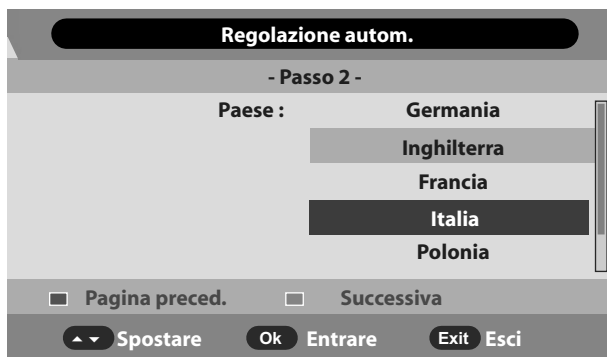 Regolazione autom.
- Passo 2 -
Paese : Germania
Inghilterra
Francia
Italia
Polonia
Pagina preced. Successiva
Spostare Ok Entrare Exit Esci